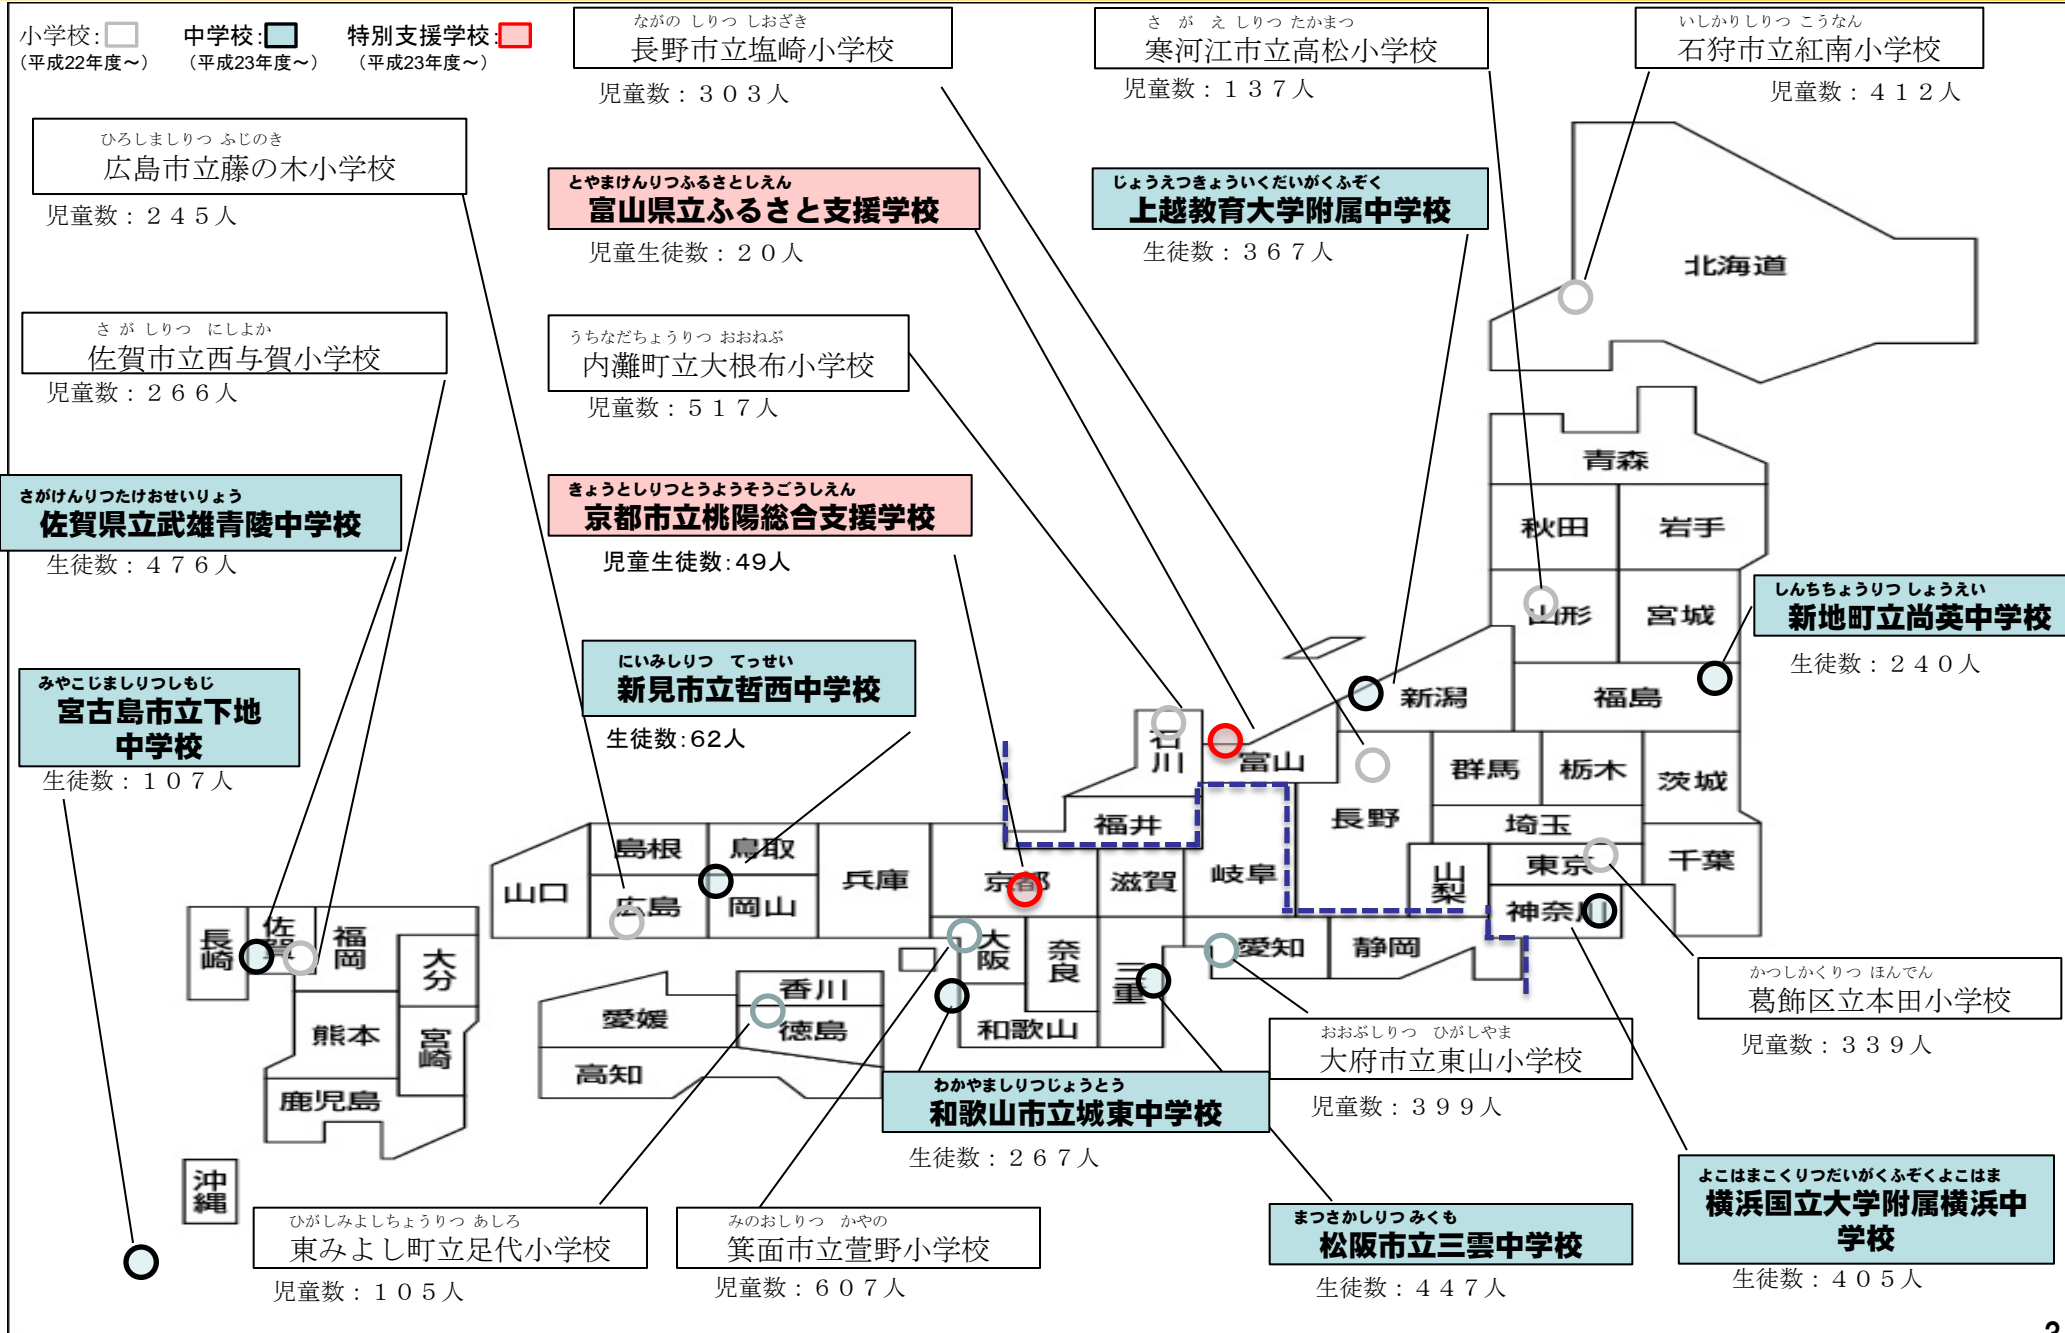 小学校：
（平成22年度～）
中学校：
（平成23年度～）
特別支援学校：
（平成23年度～）
ながの しりつ しおざき
長野市立塩崎小学校
児童数：３０３人
さ が え しりつ たかまつ
寒河江市立高松小学校
児童数：１３７人
いしかりしりつ こうなん
石狩市立紅南小学校
児童数：４１２人
ひろしましりつ ふじのき
広島市立藤の木小学校
児童数：２４５人
とやまけんりつふるさとしえん
富山県立ふるさと支援学校
児童生徒数：２０人
じょうえつきょういくだいがくふぞく
上越教育大学附属中学校
生徒数：３６７人
さ が しりつ にしよか
佐賀市立西与賀小学校
児童数：２６６人
うちなだちょうりつ おおねぶ
内灘町立大根布小学校
児童数：５１７人
さがけんりつたけおせいりょう
佐賀県立武雄青陵中学校
生徒数：４７６人
きょうとしりつとうようそうごうしえん
京都市立桃陽総合支援学校
児童生徒数：49人
しんちちょうりつ しょうえい
新地町立尚英中学校
生徒数：２４０人
みやこじましりつしもじ
宮古島市立下地
中学校
生徒数：１０７人
にいみしりつ てっせい
新見市立哲西中学校
生徒数：62人
北海道
青森
秋田
岩手
山形
宮城
新潟
福島
石川
富山
群馬
栃木
茨城
長野
埼玉
福井
東京
千葉
山梨
神奈川
島根
鳥取
兵庫
京都
滋賀
岐阜
山口
広島
岡山
大阪
奈良
三重
愛知
静岡
和歌山
長崎
佐賀
福岡
大分
熊本
宮崎
鹿児島
香川
愛媛
徳島
高知
沖縄
かつしかくりつ ほんでん
葛飾区立本田小学校
児童数：３３９人
おおぶしりつ ひがしやま
大府市立東山小学校
児童数：３９９人
わかやましりつじょうとう
和歌山市立城東中学校
生徒数：２６７人
よこはまこくりつだいがくふぞくよこはま
横浜国立大学附属横浜中
学校
生徒数：４０５人
ひがしみよしちょうりつ あしろ
東みよし町立足代小学校
児童数：１０５人
みのおしりつ かやの
箕面市立萱野小学校
児童数：６０７人
まつさかしりつ みくも
松阪市立三雲中学校
生徒数：４４７人
3